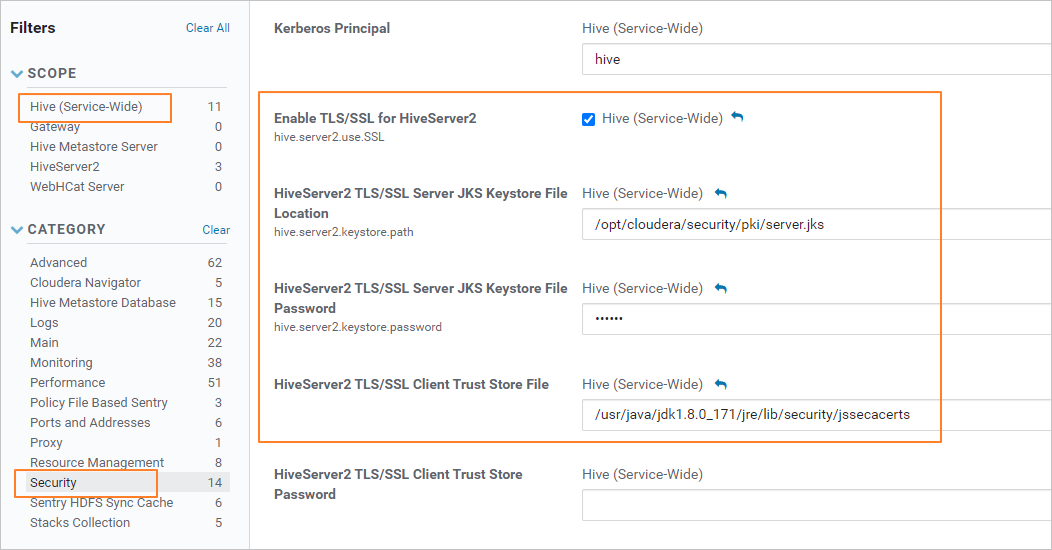 Filters
Clear All
SCOPE
Hive (Service-Wide) 11
Gateway 0
Hive Metastore Server 0
HiveServer2 3
WebHCat Server 0
CATEGORY Clear
Advanced 62
Cloudera Navigator 5
Hive Metastore Database 15
Logs 20
Main 22
Monitoring 38
Performance 51
Policy File Based Sentry 3
Ports and Addresses 6
Proxy 1
Resource Management 8
Security 14
Sentry HDFS Sync Cache 6
Stacks Collection 5
Kerberos Principal Hive (Service-Wide)
hive
Enable TLS/SSL for HiveServer2 Hive (Service-Wide)
hive.server2.use.SSL
HiveServer2 TLS/SSL Server JKS Keystore File Hive (Service-Wide)
Location
/opt/cloudera/security/pki/server.jks
hive.server2.keystore.path
HiveServer2 TLS/SSL Server JKS Keystore File Hive (Service-Wide)
Password
••••••
hive.server2.keystore.password
HiveServer2 TLS/SSL Client Trust Store File Hive (Service-Wide)
/usr/java/jdk1.8.0_171/jre/lib/security/jssecacerts
HiveServer2 TLS/SSL Client Trust Store Hive (Service-Wide)
Password